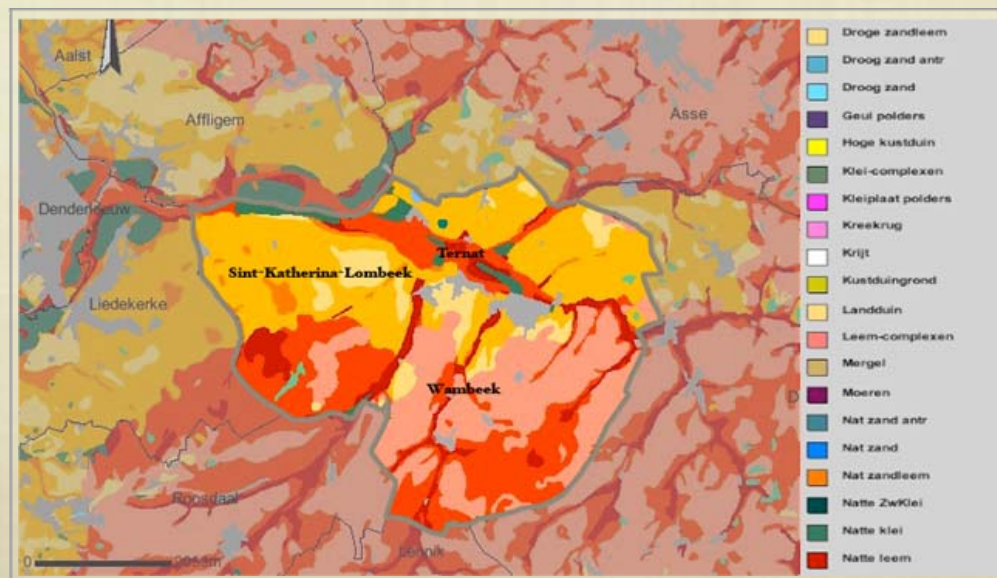 Aalst
Affligem
Asse
Denderleeuw
Ternat
Sint-Katherina-Lombeek
Liedekerke
Wambeek
D
Roosdaal
Lennik
0
Droge zandleem
Droog zand antr
Droog zand
Geul polders
Hoge kustduin
Klei-complexen
Kleiplaat polders
Kreekrug
Krijt
Kustduingrond
Landduin
Leem-complexen
Mergel
Moeren
Nat zand antr
Nat zand
Nat zandleem
Natte ZwKlei
Natte klei
Natte leem